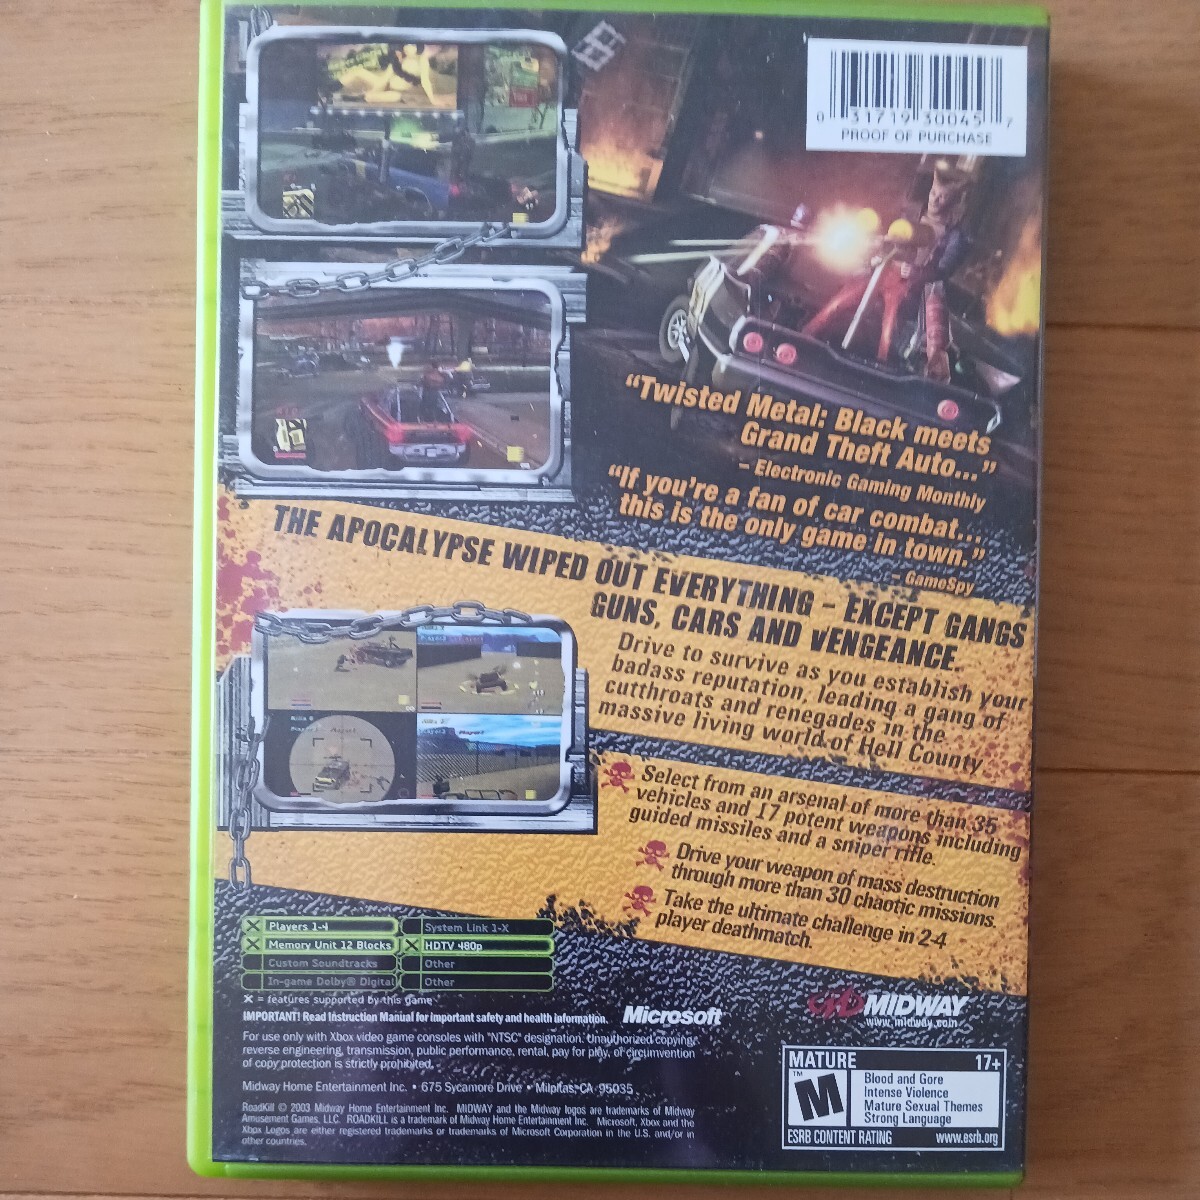 0 31719 30045 7
PROOF OF PURCHASE
“Twisted Metal: Black meets
Grand Theft Auto...”
– Electronic Gaming Monthly
“If you’re a fan of car combat...
this is the only game in town.”
– GameSpy
THE APOCALYPSE WIPED OUT EVERYTHING – EXCEPT GANGS
GUNS, CARS AND VENGEANCE.
Drive to survive as you establish your
badass reputation, leading a gang of
cutthroats and renegades in the
massive living world of Hell County
Select from an arsenal of more than 35
vehicles and 17 potent weapons including
guided missiles and a sniper rifle.
Drive your weapon of mass destruction
through more than 30 chaotic missions.
Take the ultimate challenge in 2-4
player deathmatch.
Players 1-4
System Link 1-X
Memory Unit 12 Blocks
HDTV 480p
Custom Soundtracks
Other
In-game Dolby® Digital
Other
X = features supported by this game
IMPORTANT! Read Instruction Manual for important safety and health information.
Microsoft
MIDWAY
www.midway.com
For use only with Xbox video game consoles with "NTSC" designation. Unauthorized copying,
reverse engineering, transmission, public performance, rental, pay for play, or circumvention
of copy protection is strictly prohibited.
Midway Home Entertainment Inc. • 675 Sycamore Drive • Milpitas, CA 95035
RoadKill © 2003 Midway Home Entertainment Inc. MIDWAY and the Midway logos are trademarks of Midway
Amusement Games, LLC. ROADKILL is a trademark of Midway Home Entertainment Inc. Microsoft, Xbox and the
Xbox Logos are either registered trademarks or trademarks of Microsoft Corporation in the U.S. and/or in
other countries.
MATURE 17+
M
TM
Blood and Gore
Intense Violence
Mature Sexual Themes
Strong Language
ESRB CONTENT RATING www.esrb.org